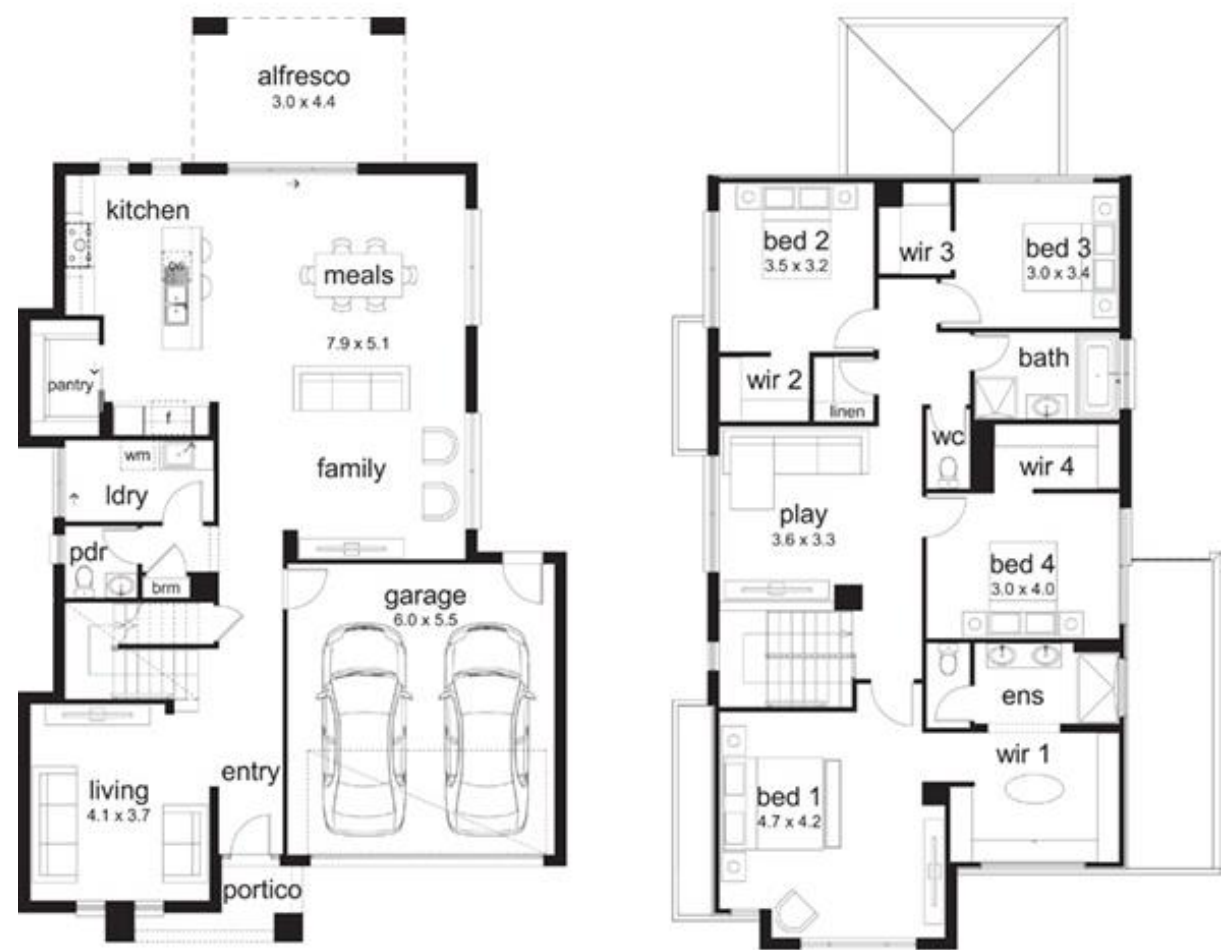 alfresco
3.0 x 4.4
kitchen
meals
7.9 x 5.1
pantry
f
wm
family
ldry
pdr
brm
garage
6.0 x 5.5
entry
living
4.1 x 3.7
portico
bed 2
3.5 x 3.2
wir 3
bed 3
3.0 x 3.4
bath
wir 2
linen
wc
wir 4
play
3.6 x 3.3
bed 4
3.0 x 4.0
ens
wir 1
bed 1
4.7 x 4.2